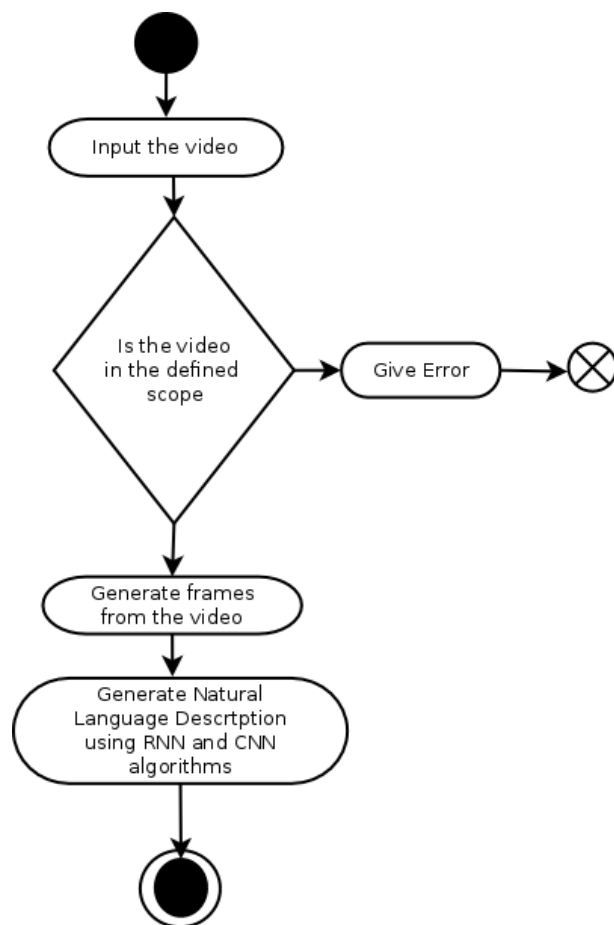 Input the video
Is the video
in the defined
scope
Give Error
Generate frames
from the video
Generate Natural
Language Descrtption
using RNN and CNN
algorithms